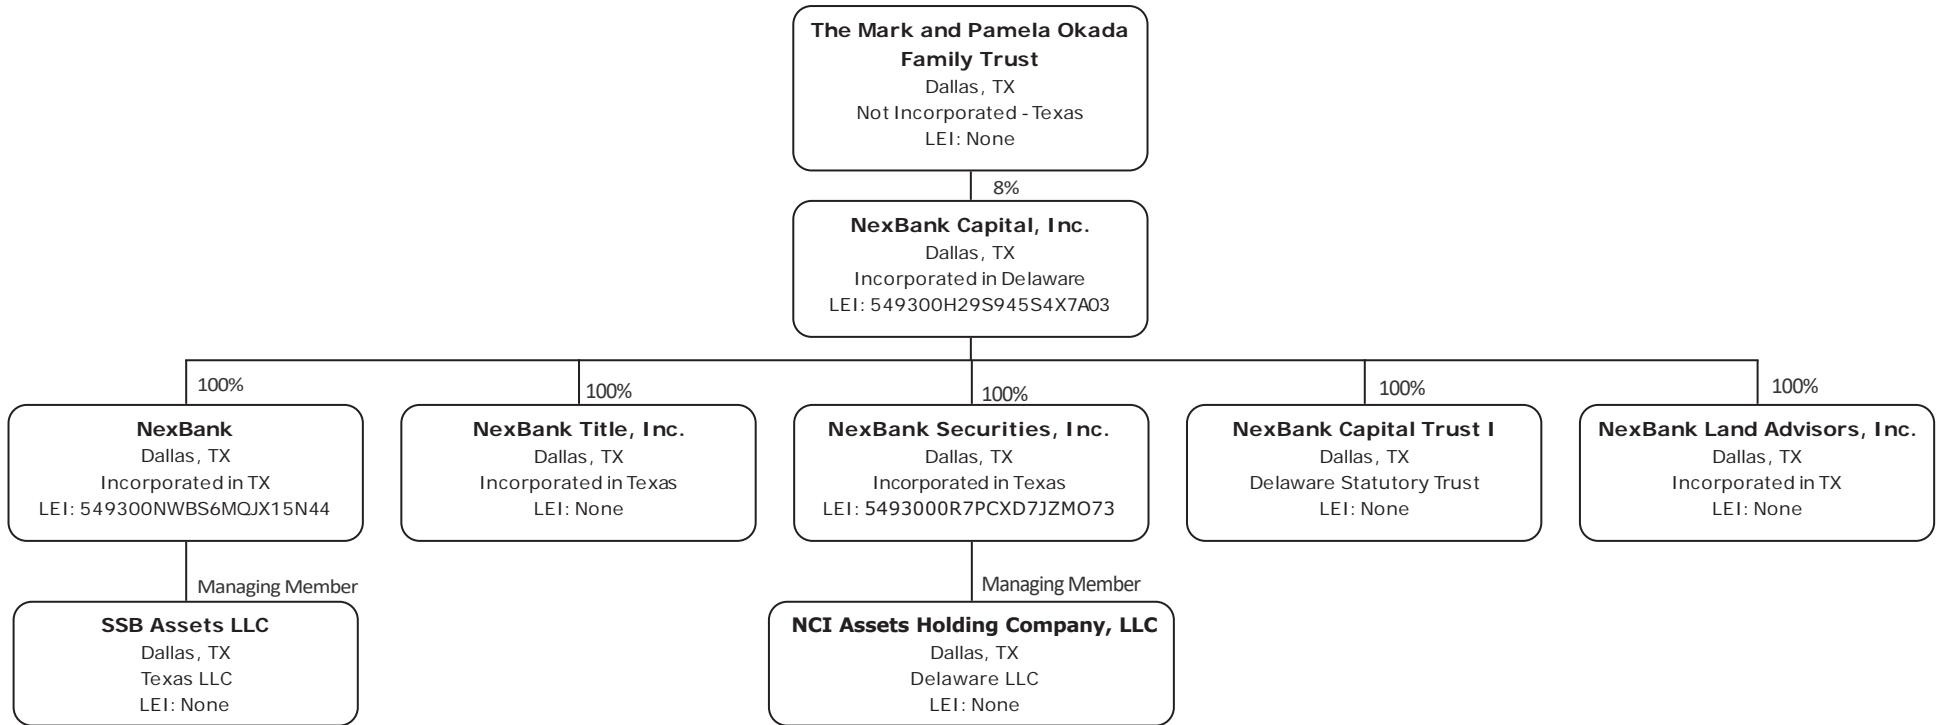 The Mark and Pamela Okada
Family Trust
Dallas, TX
Not Incorporated - Texas
LEI: None
8%
NexBank Capital, Inc.
Dallas, TX
Incorporated in Delaware
LEI: 549300H29S945S4X7A03
100%
100%
100%
100%
100%
NexBank
Dallas, TX
Incorporated in TX
LEI: 549300NWBS6MQJX15N44
NexBank Title, Inc.
Dallas, TX
Incorporated in Texas
LEI: None
NexBank Securities, Inc.
Dallas, TX
Incorporated in Texas
LEI: 5493000R7PCXD7JZMO73
NexBank Capital Trust I
Dallas, TX
Delaware Statutory Trust
LEI: None
NexBank Land Advisors, Inc.
Dallas, TX
Incorporated in TX
LEI: None
Managing Member
SSB Assets LLC
Dallas, TX
Texas LLC
LEI: None
Managing Member
NCI Assets Holding Company, LLC
Dallas, TX
Delaware LLC
LEI: None